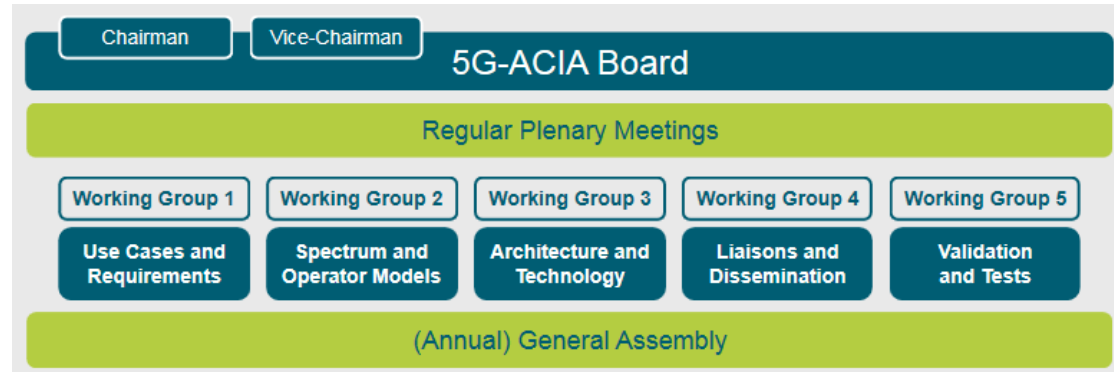 Chairman
Vice-Chairman
5G-ACIA Board
Regular Plenary Meetings
Working Group 1
Use Cases and
Requirements
Working Group 2
Spectrum and
Operator Models
Working Group 3
Architecture and
Technology
Working Group 4
Liaisons and
Dissemination
Working Group 5
Validation
and Tests
(Annual) General Assembly